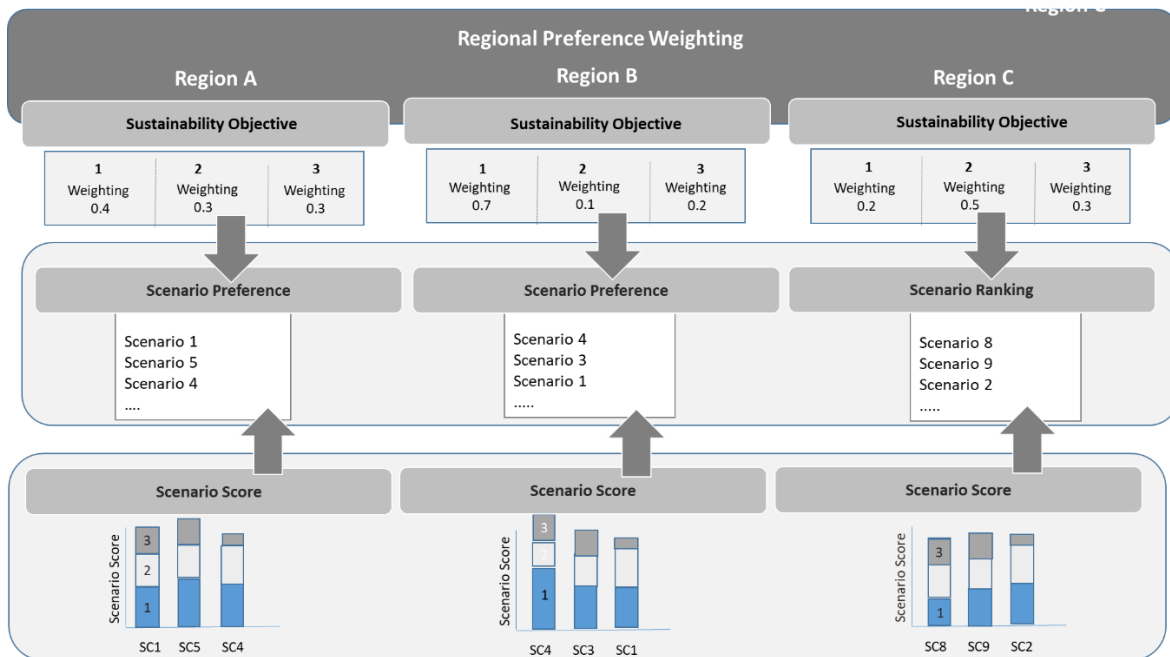 Regional Preference Weighting
Region A
Region B
Region C
Sustainability Objective
Sustainability Objective
Sustainability Objective
1
2
3
Weighting
Weighting
Weighting
0.4
0.3
0.3
1
2
3
Weighting
Weighting
Weighting
0.7
0.1
0.2
1
2
3
Weighting
Weighting
Weighting
0.2
0.5
0.3
Scenario Preference
Scenario 1
Scenario 5
Scenario 4
....
Scenario Preference
Scenario 4
Scenario 3
Scenario 1
.....
Scenario Ranking
Scenario 8
Scenario 9
Scenario 2
.....
Scenario Score
Scenario Score
3
2
1
SC1
SC5
SC4
Scenario Score
Scenario Score
3
2
1
SC4
SC3
SC1
Scenario Score
Scenario Score
3
1
SC8
SC9
SC2